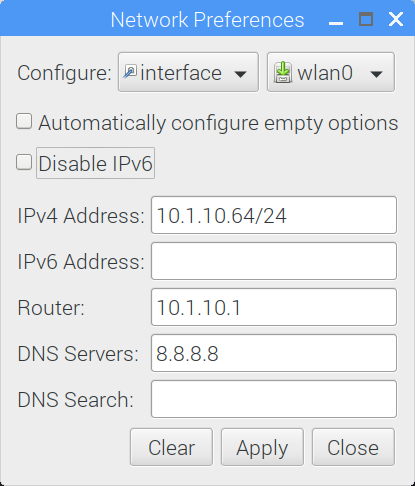 Network Preferences
Configure: interface wlan0
Automatically configure empty options
Disable IPv6
IPv4 Address: 10.1.10.64/24
IPv6 Address:
Router: 10.1.10.1
DNS Servers: 8.8.8.8
DNS Search:
Clear Apply Close